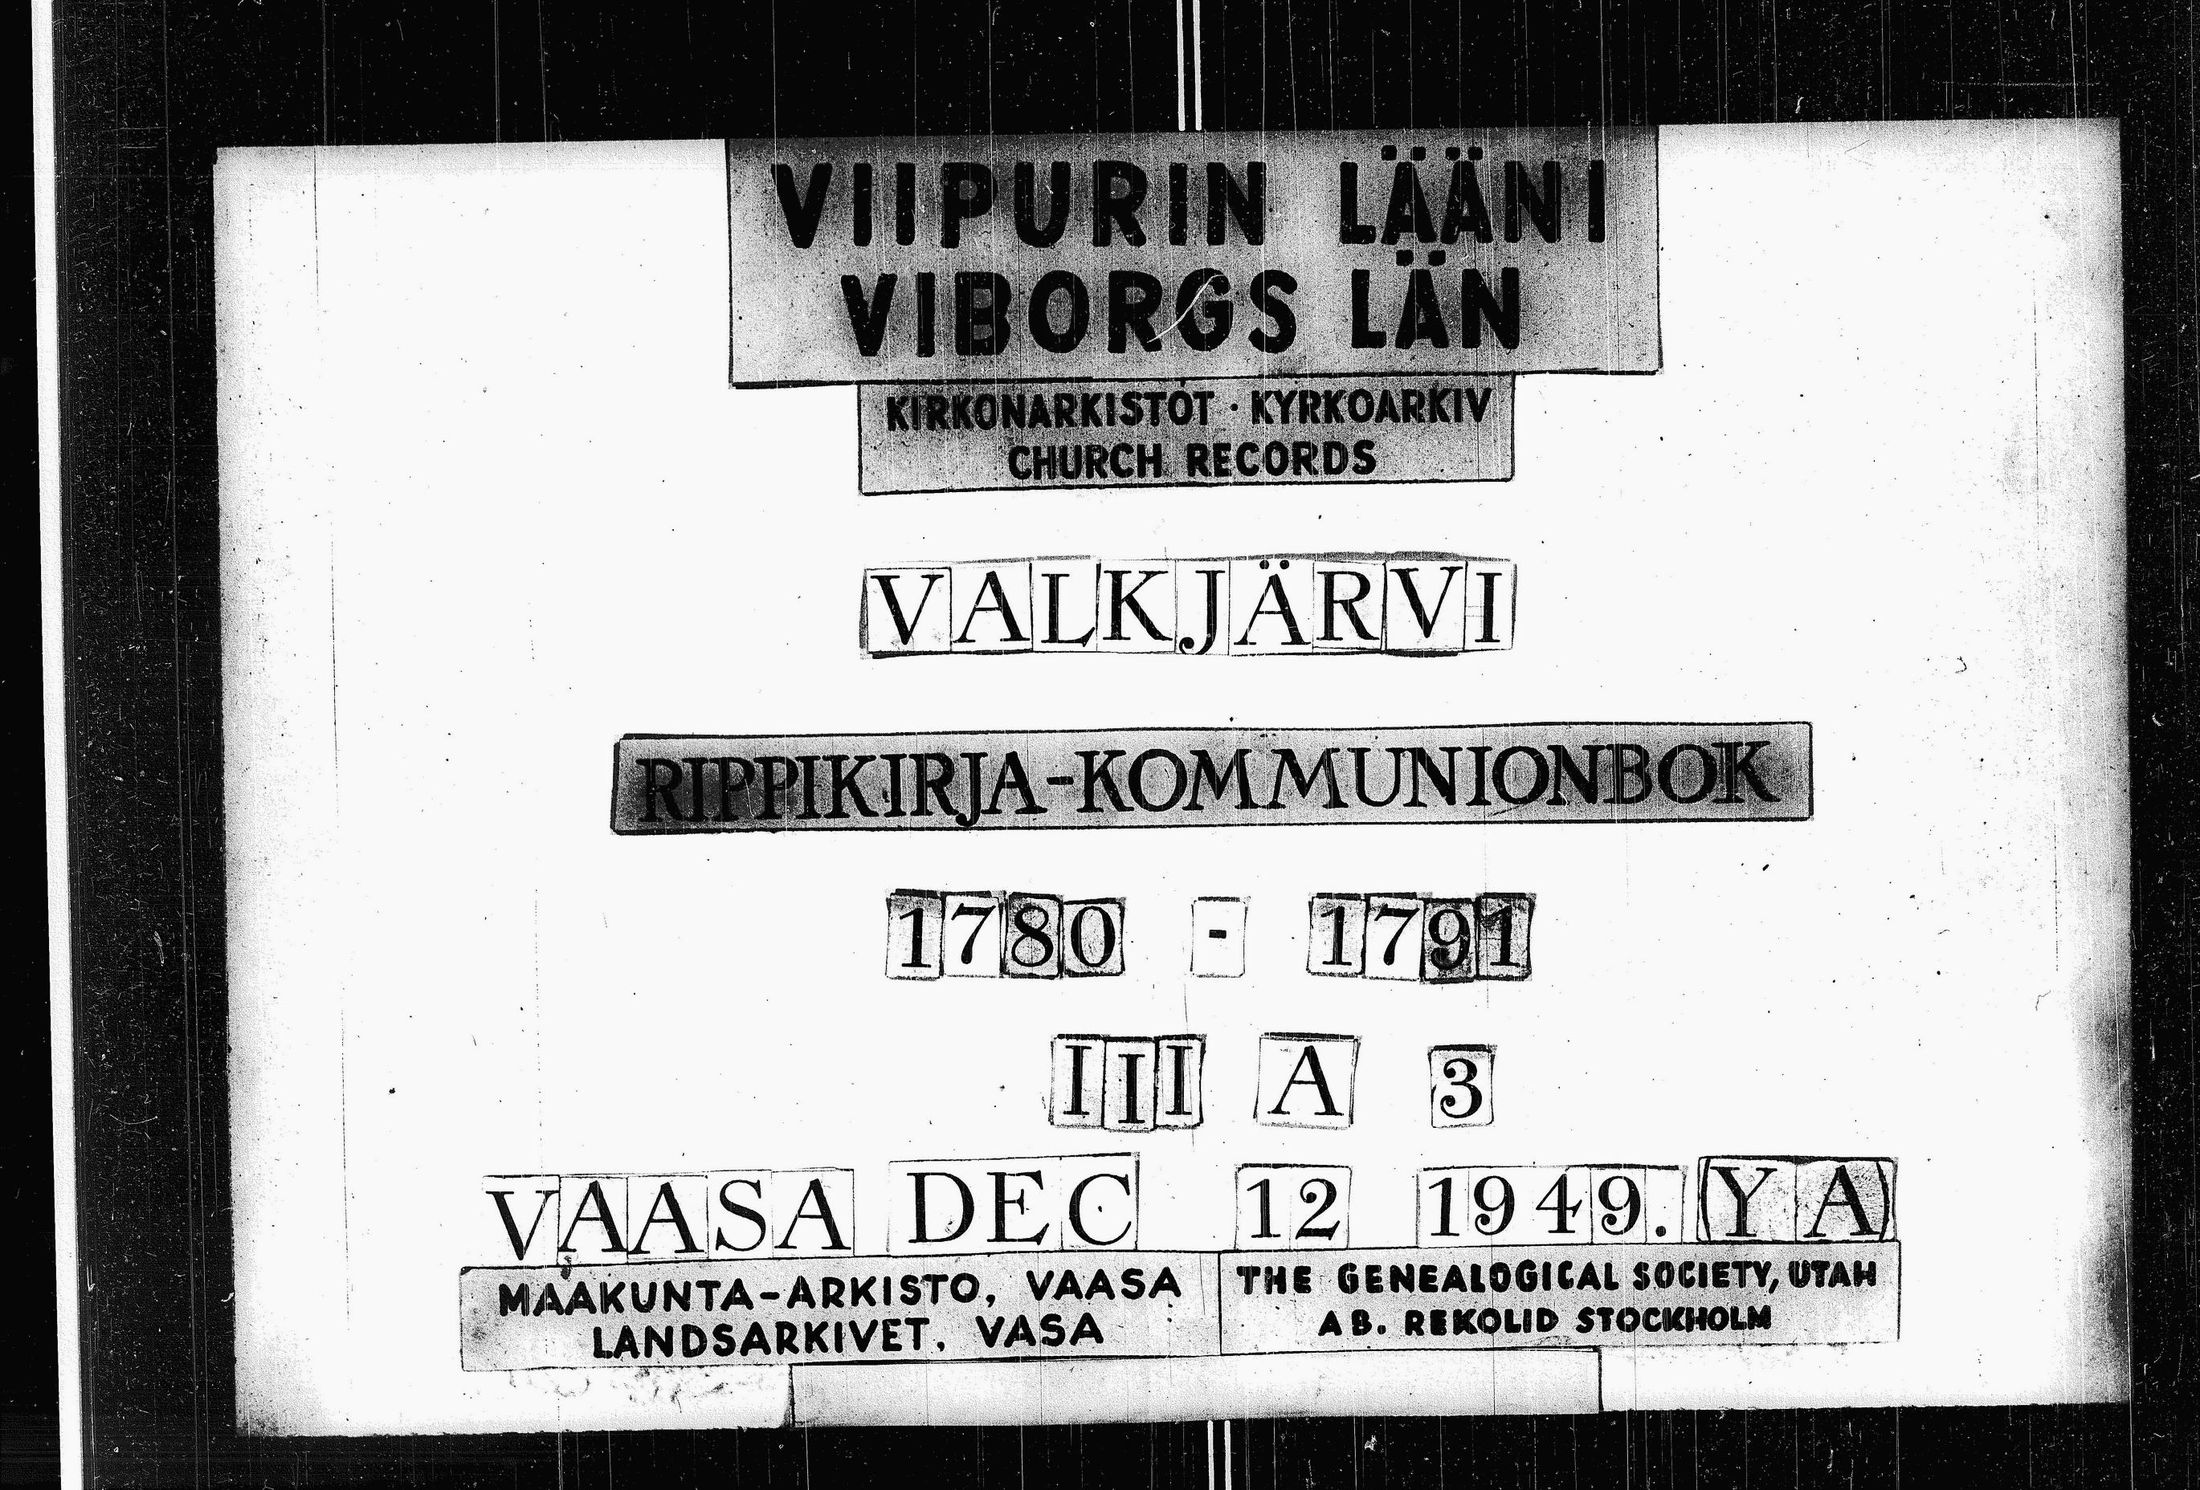 VIIPURIN LÄÄNI
VIBORGS LÄN
KIRKONARKISTOT · KYRKOARKIV
CHURCH RECORDS
VALKJÄRVI
RIPPIKIRJA-KOMMUNIONBOK
1780 - 1791
III A 3
VAASA DEC 12 1949. (YA)
MAAKUNTA-ARKISTO, VAASA
LANDSARKIVET, VASA
THE GENEALOGICAL SOCIETY, UTAH
AB. REKOLID STOCKHOLM